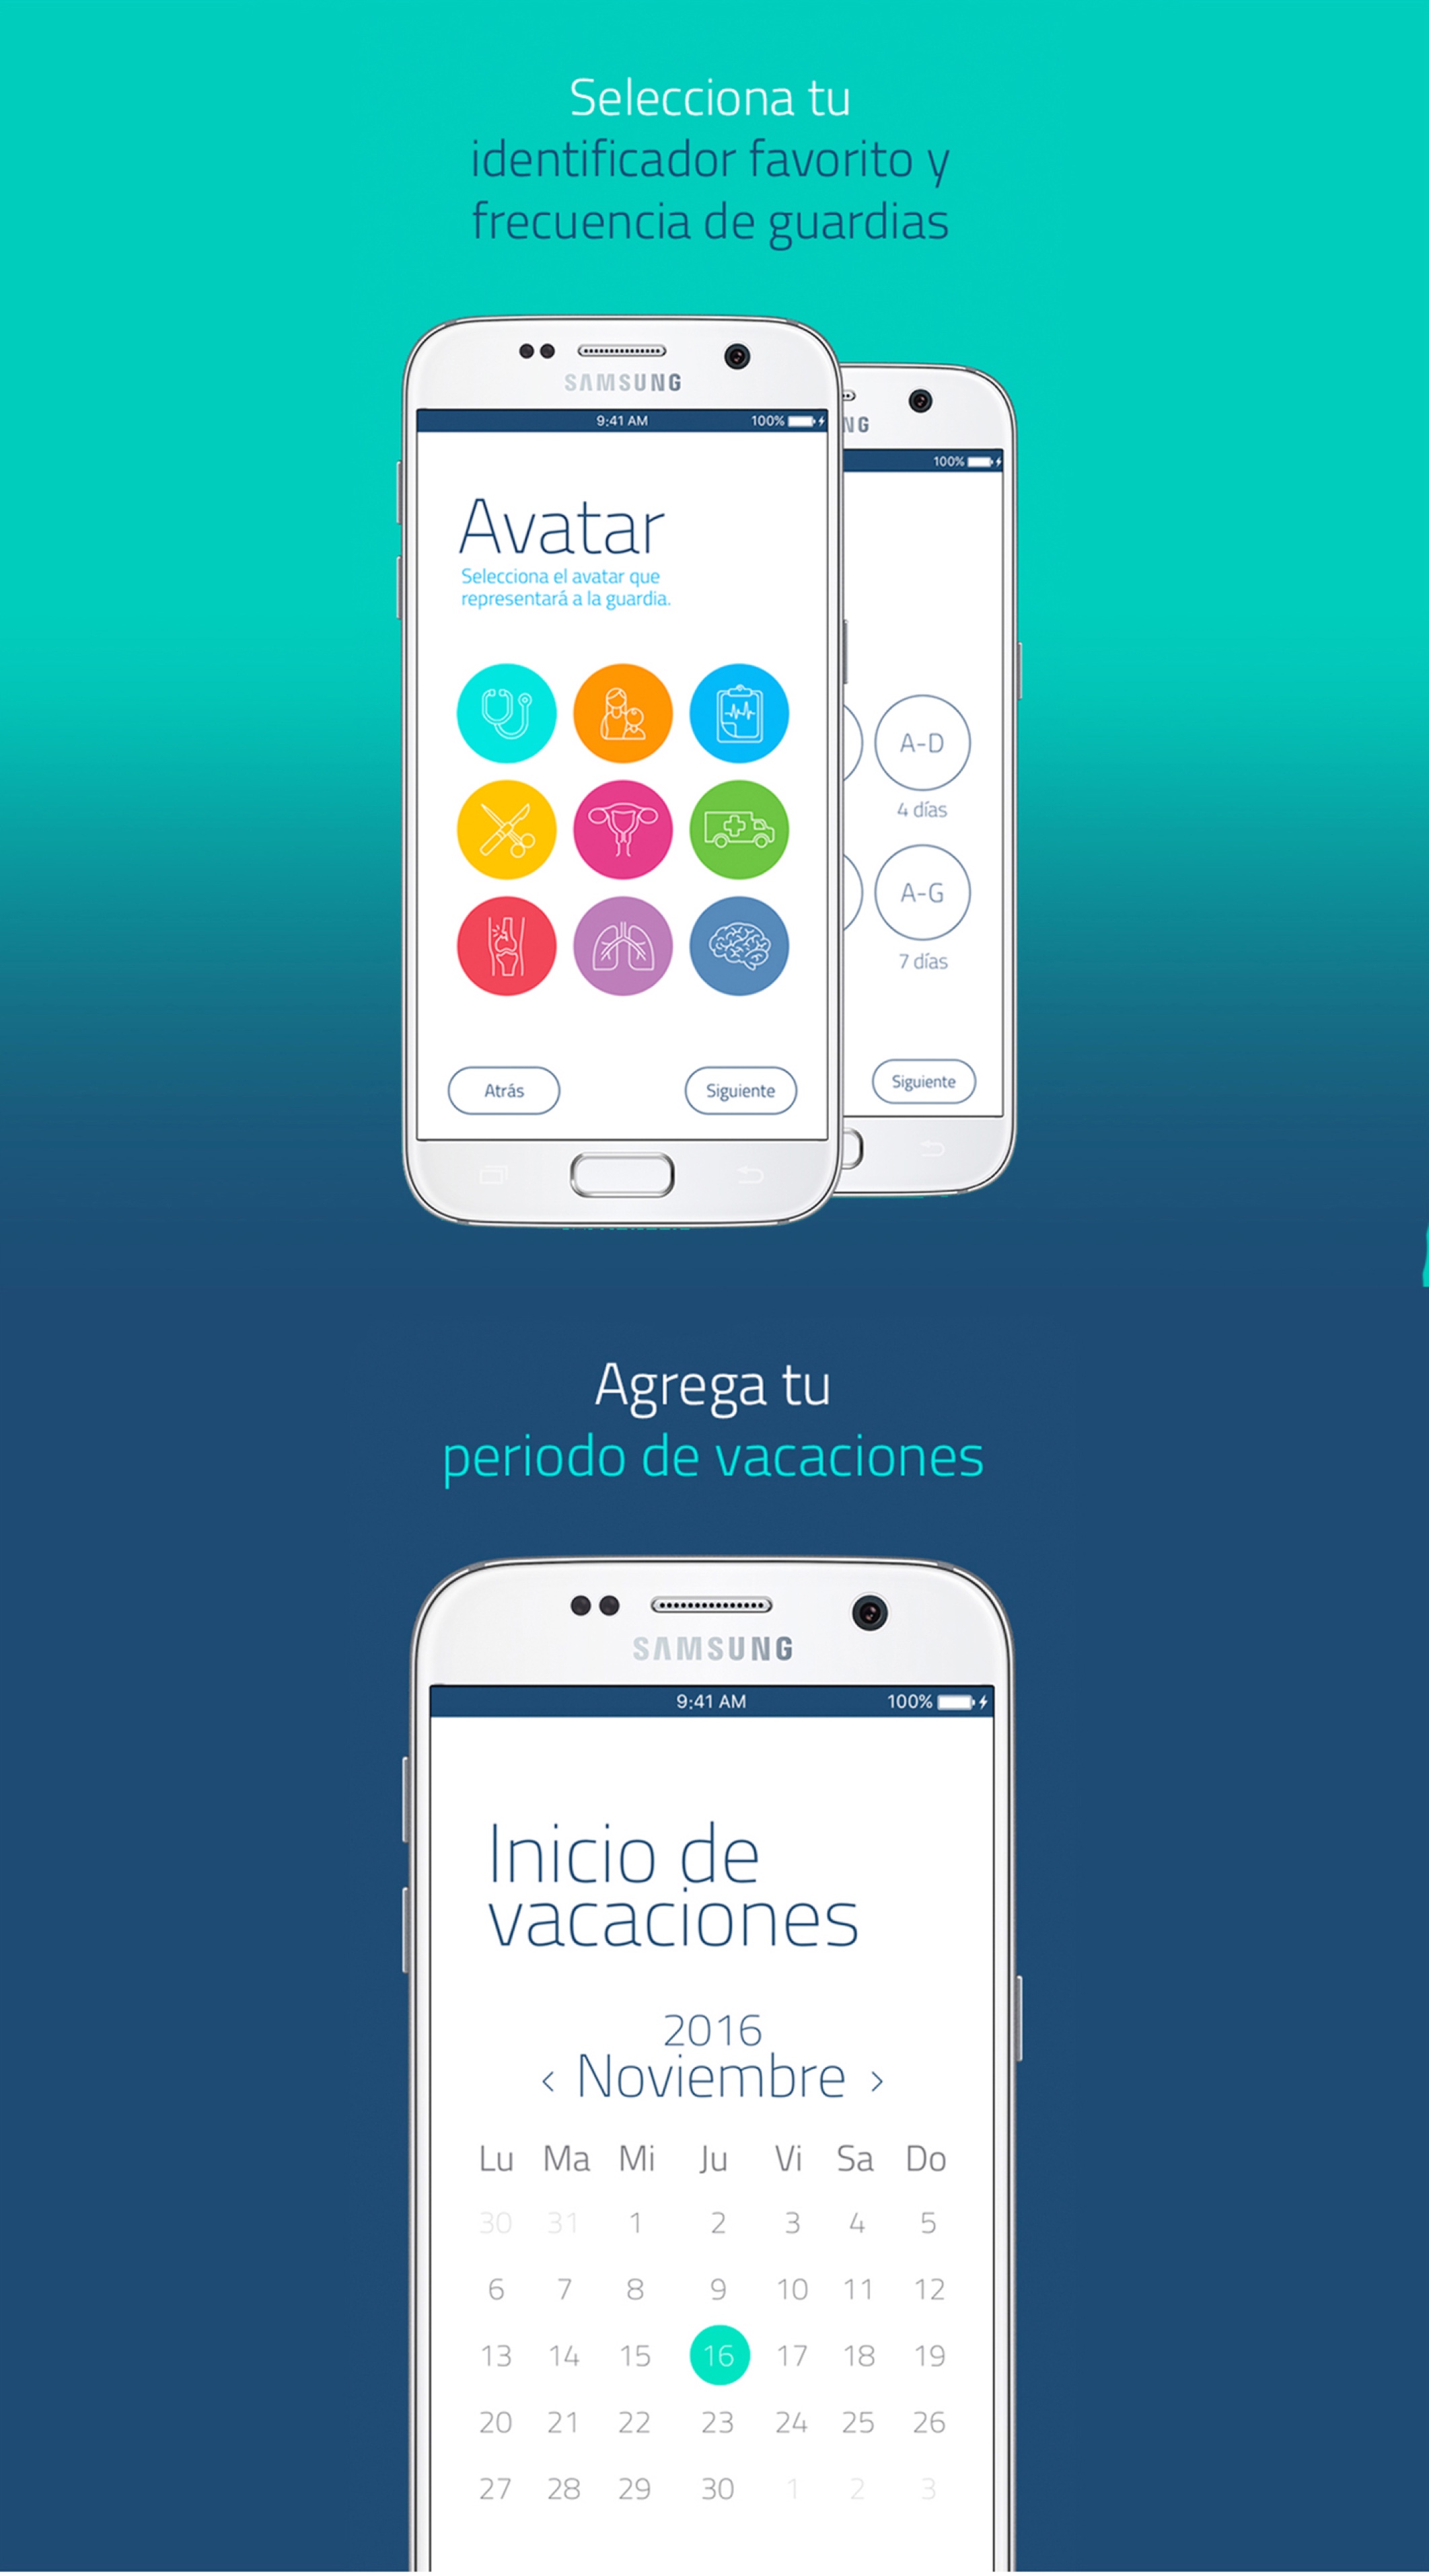 Selecciona tu
identificador favorito y
frecuencia de guardias
SAMSUNG
9:41 AM 100%
Avatar
Selecciona el avatar que
representará a la guardia.
Atrás Siguiente
NG
100%
A-D
4 días
A-G
7 días
Siguiente
Agrega tu
periodo de vacaciones
SAMSUNG
9:41 AM 100%
Inicio de
vacaciones
2016
< Noviembre >
Lu Ma Mi Ju Vi Sa Do
30 31 1 2 3 4 5
6 7 8 9 10 11 12
13 14 15 16 17 18 19
20 21 22 23 24 25 26
27 28 29 30 1 2 3